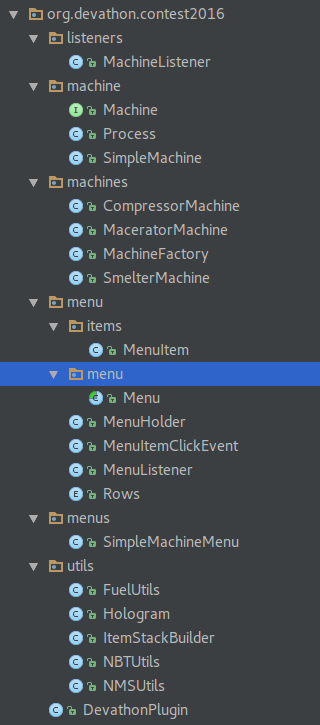 org.devathon.contest2016
listeners
MachineListener
machine
I Machine
C Process
C SimpleMachine
machines
C CompressorMachine
C MaceratorMachine
C MachineFactory
C SmelterMachine
menu
items
C MenuItem
menu
C Menu
C MenuHolder
C MenuItemClickEvent
C MenuListener
E Rows
menus
C SimpleMachineMenu
utils
C FuelUtils
C Hologram
C ItemStackBuilder
C NBTUtils
C NMSUtils
C DevathonPlugin